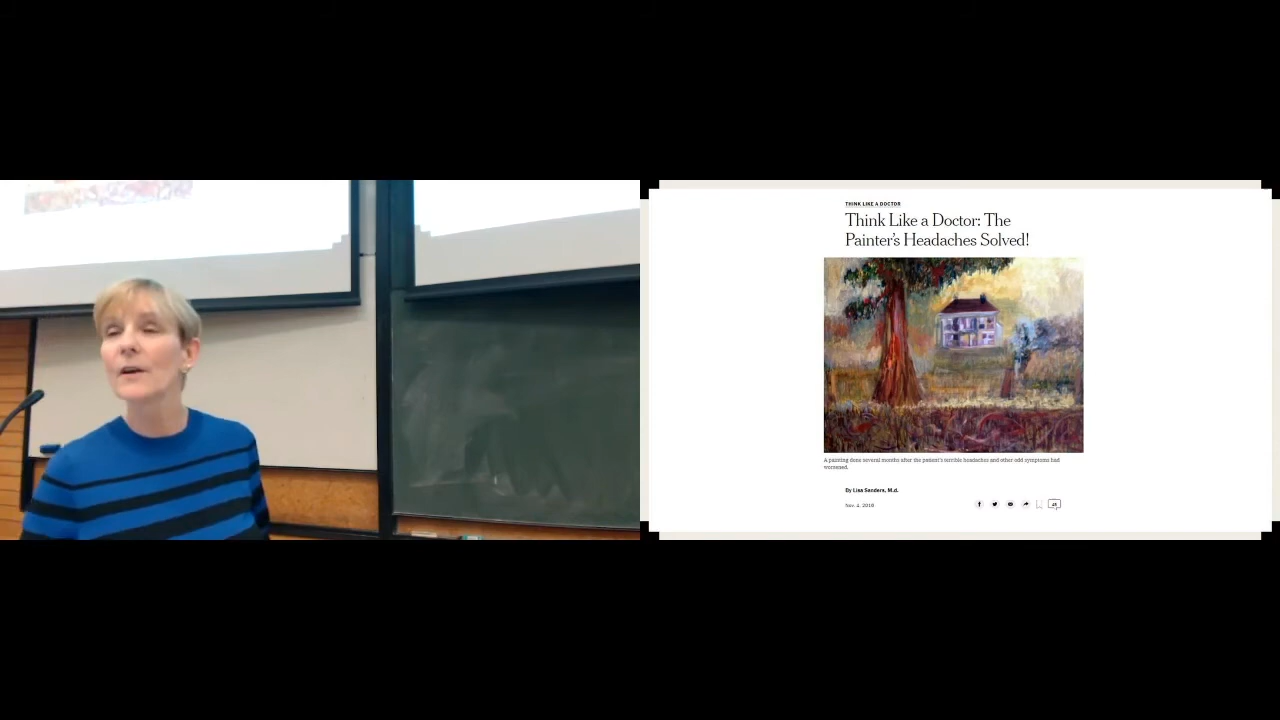 THINK LIKE A DOCTOR
Think Like a Doctor: The
Painter's Headaches Solved!
A painting done several months after the patient's terrible headaches and other odd symptoms had
worsened.
By Lisa Sanders, M.d.
Nov. 4, 2016